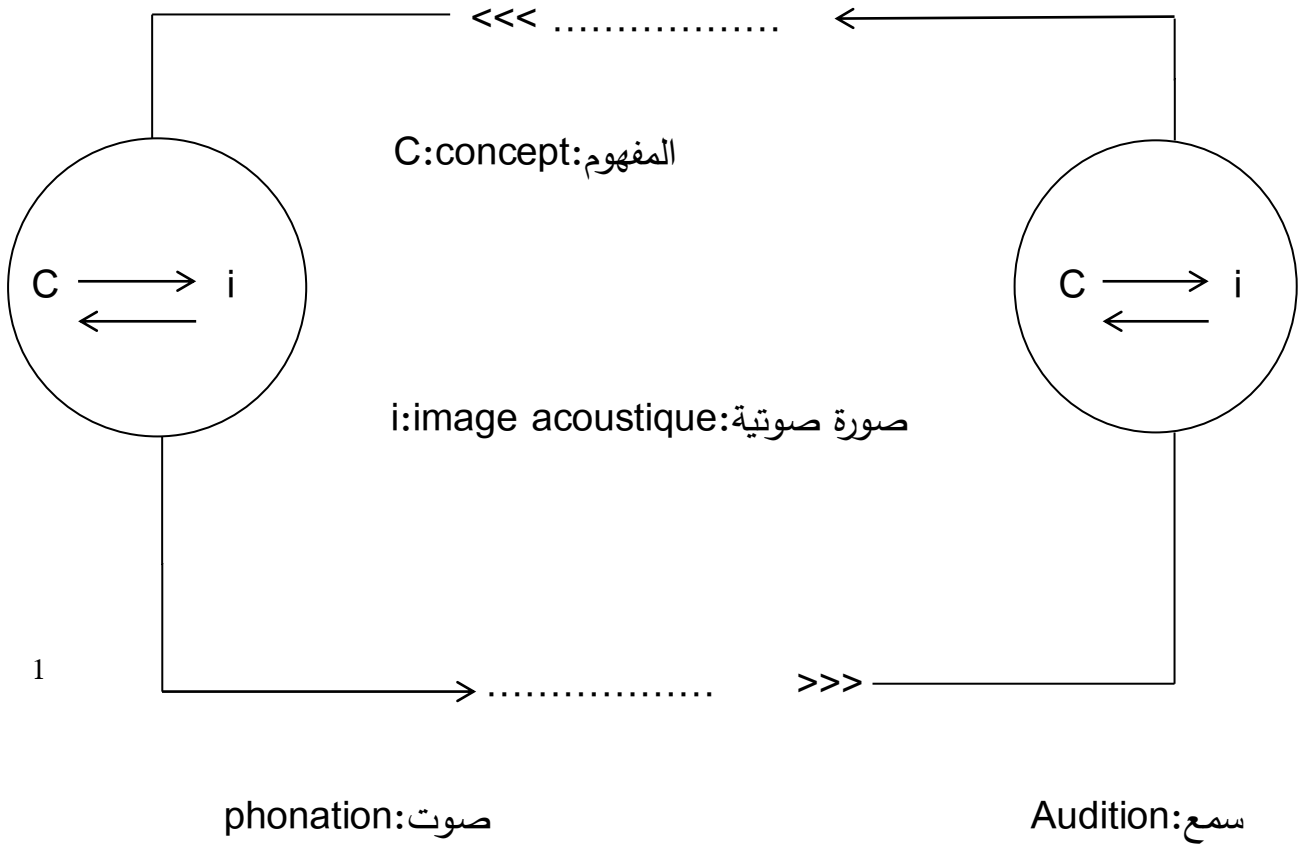 <<< ..................
C:concept:المفهوم
C i
C i
i:image acoustique:صورة صوتية
1
.................. >>>
phonation:صوت
Audition:سمع